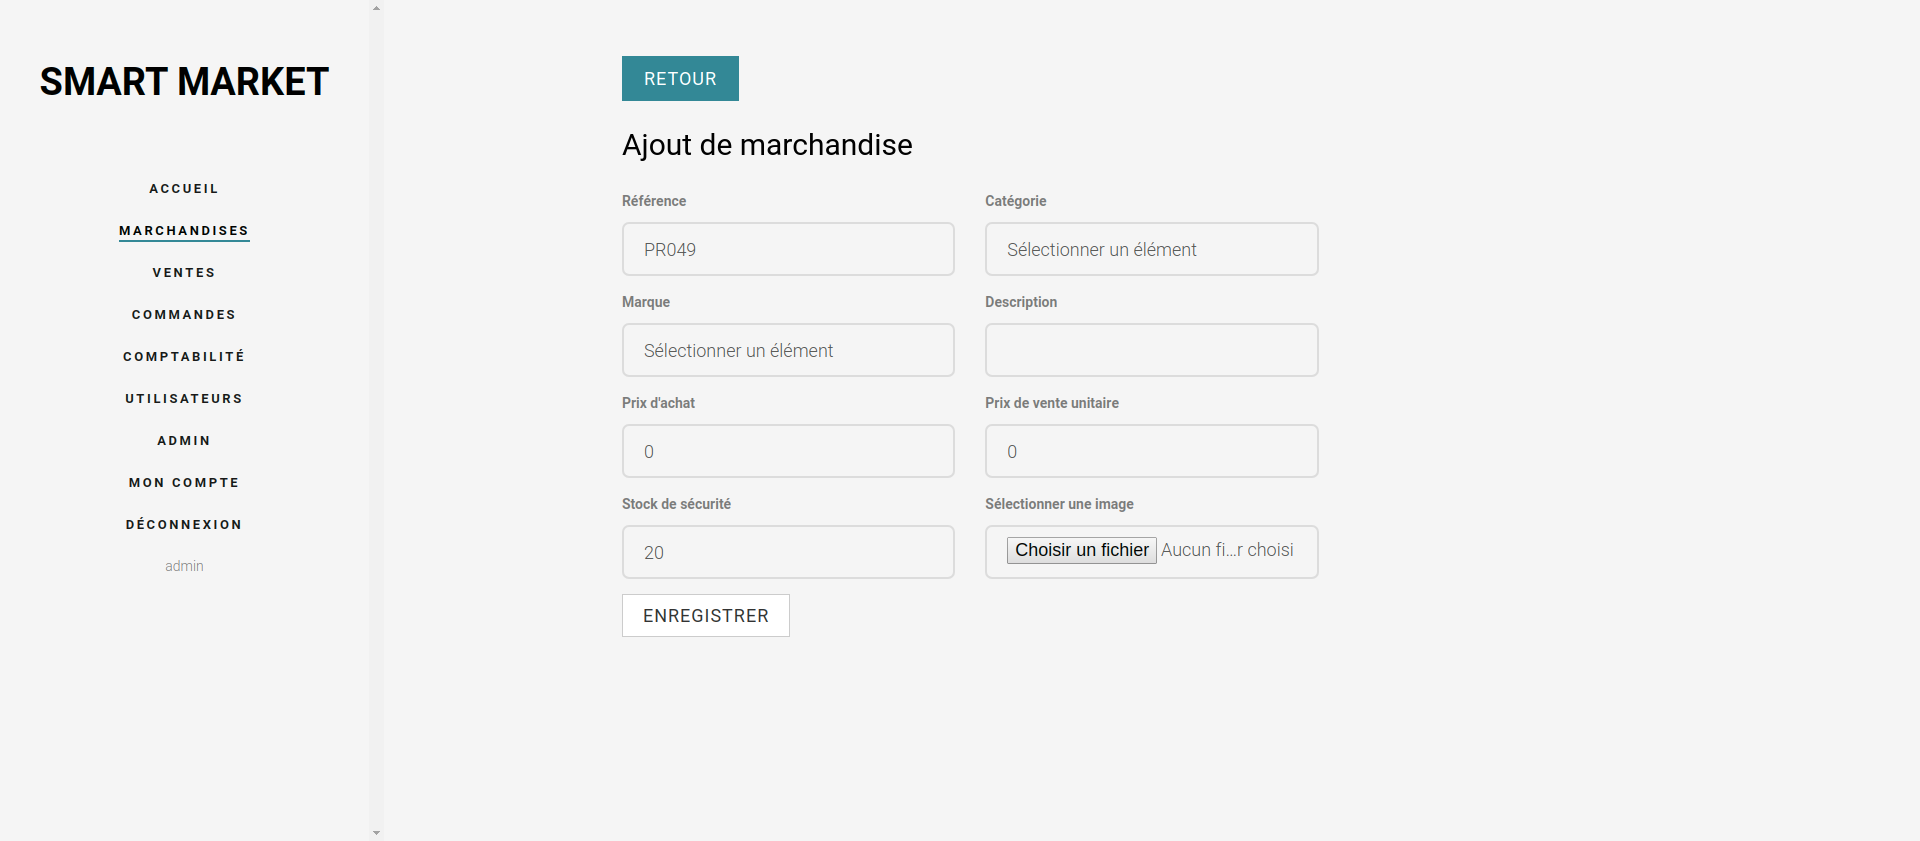 SMART MARKET
ACCUEIL
MARCHANDISES
VENTES
COMMANDES
COMPTABILITÉ
UTILISATEURS
ADMIN
MON COMPTE
DÉCONNEXION
admin
RETOUR
Ajout de marchandise
Référence
Catégorie
PR049
Sélectionner un élément
Marque
Description
Sélectionner un élément
Prix d'achat
Prix de vente unitaire
0
0
Stock de sécurité
Sélectionner une image
20
Choisir un fichier Aucun fi...r choisi
ENREGISTRER